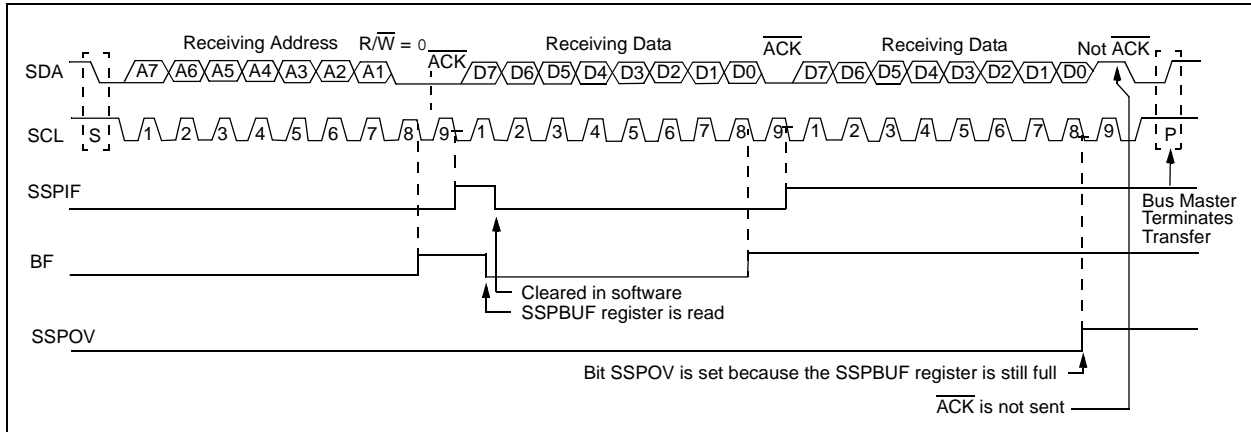 Receiving Address R/W = 0 ACK Receiving Data ACK Receiving Data Not ACK
SDA A7 A6 A5 A4 A3 A2 A1 D7 D6 D5 D4 D3 D2 D1 D0 D7 D6 D5 D4 D3 D2 D1 D0
SCL S 1 2 3 4 5 6 7 8 9 1 2 3 4 5 6 7 8 9 1 2 3 4 5 6 7 8 9 P
SSPIF
Bus Master
Terminates
Transfer
BF
Cleared in software
SSPBUF register is read
SSPOV
Bit SSPOV is set because the SSPBUF register is still full
ACK is not sent